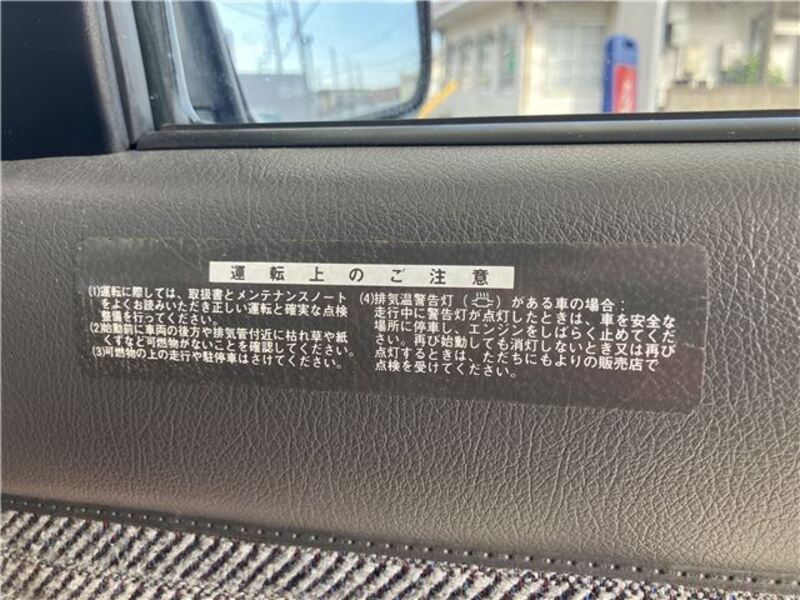 運転上のご注意
(1)運転に際しては、取扱書とメンテナンスノート
をよくお読みいただき正しい運転と確実な点検
整備を行ってください。
(2)始動前に車両の後方や排気管付近に枯れ草や紙
くずなど可燃物がないことを確認してください。
(3)可燃物の上の走行や駐停車はさけてください。
(4)排気温警告灯( )がある車の場合:
走行中に警告灯が点灯したときは、車を安全な
場所に停車し、エンジンをしばらく止めてくだ
さい。再び始動しても消灯しないとき又は再び
点灯するときは、ただちにもよりの販売店で
点検を受けてください。